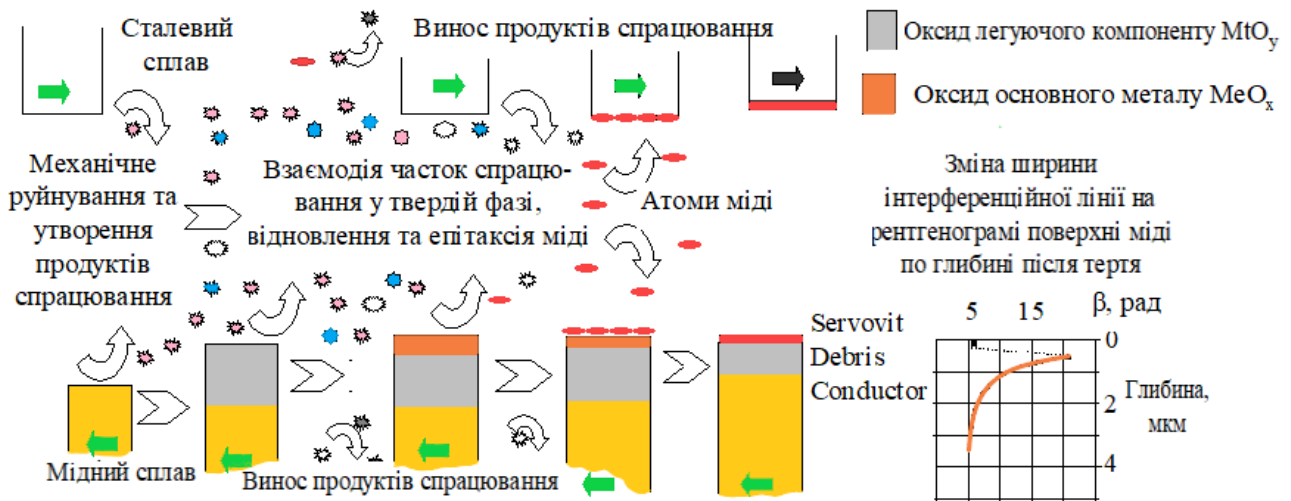 Сталевий
сплав
Винос продуктів спрацювання
Оксид легуючого компоненту MtOy
Оксид основного металу MeOx
Механічне
руйнування та
утворення
продуктів
спрацювання
Взаємодія часток спрацю-
вання у твердій фазі,
відновлення та епітаксія міді
Атоми міді
Зміна ширини
інтерференційної лінії на
рентгенограмі поверхні міді
по глибині після тертя
5 15 β, рад
0
2
4
Глибина,
мкм
Servovit
Debris
Conductor
Мідний сплав
Винос продуктів спрацювання